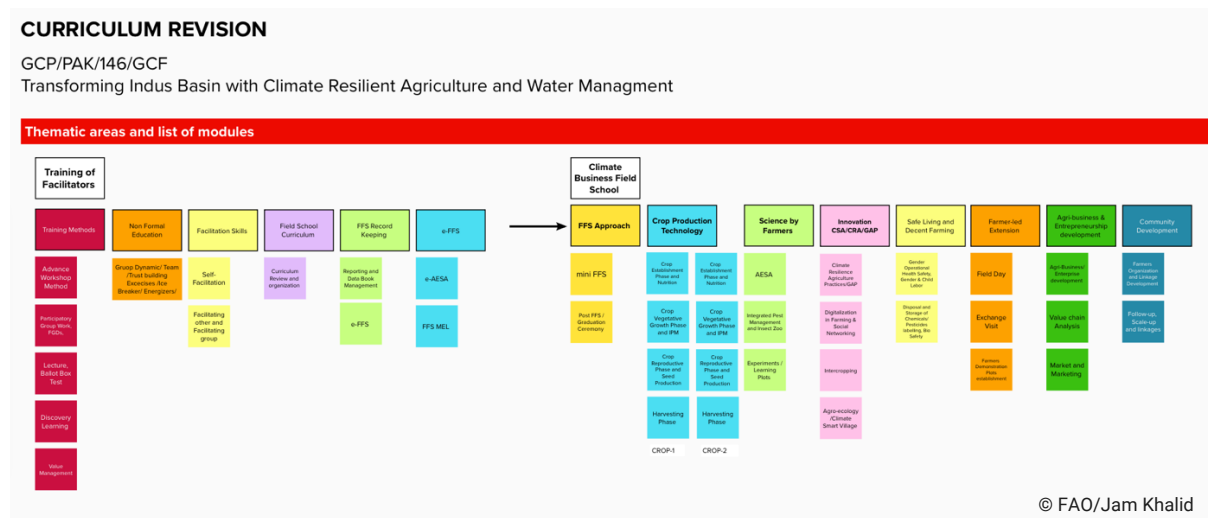 CURRICULUM REVISION
GCP/PAK/146/GCF
Transforming Indus Basin with Climate Resilient Agriculture and Water Managment
Thematic areas and list of modules
Training of
Facilitators
Training Methods
Advance
Workshop
Method
Participatory
Group Work,
FGDs,
Lecture,
Ballot Box
Test
Discovery
Learning
Value
Management
Non Formal
Education
Gruop Dynamic/ Team
/Trust building
Excecises /Ice
Breaker/ Energizers/
Facilitation Skills
Self-
Facilitation
Facilitating
other and
Facilitating
group
Field School
Curriculum
Curriculum
Review and
organization
FFS Record
Keeping
Reporting and
Data Book
Management
e-FFS
e-FFS
e-AESA
FFS MEL
Climate
Business Field
School
FFS Approach
mini FFS
Post FFS /
Graduation
Ceremony
Crop Production
Technology
Crop
Establishment
Phase and
Nutrition
Crop
Vegetative
Growth Phase
and IPM
Crop
Reproductive
Phase and
Seed
Production
Harvesting
Phase
CROP-1
Crop
Establishment
Phase and
Nutrition
Crop
Vegetative
Growth Phase
and IPM
Crop
Reproductive
Phase and
Seed
Production
Harvesting
Phase
CROP-2
Science by
Farmers
AESA
Integrated Pest
Management
and Insect Zoo
Experiments /
Learning
Plots
Innovation
CSA/CRA/GAP
Climate
Resilience
Agriculture
Practices/GAP
Digitalization
in Farming &
Social
Networking
Intercropping
Agro-ecology
/Climate
Smart Village
Safe Living and
Decent Farming
Gender
Operational
Health Safety,
Gender & Child
Labor
Disposal and
Storage of
Chemicals/
Pesticides
labeling, Bio
Safety
Farmer-led
Extension
Field Day
Exchange
Visit
Farmers
Demonstration
Plots
establishment
Agri-business &
Entrepreneurship
development
Agri-Business/
Enterprise
development
Value chain
Analysis
Market and
Marketing
Community
Development
Farmers
Organization
and Linkage
Development
Follow-up,
Scale-up
and linkages
© FAO/Jam Khalid